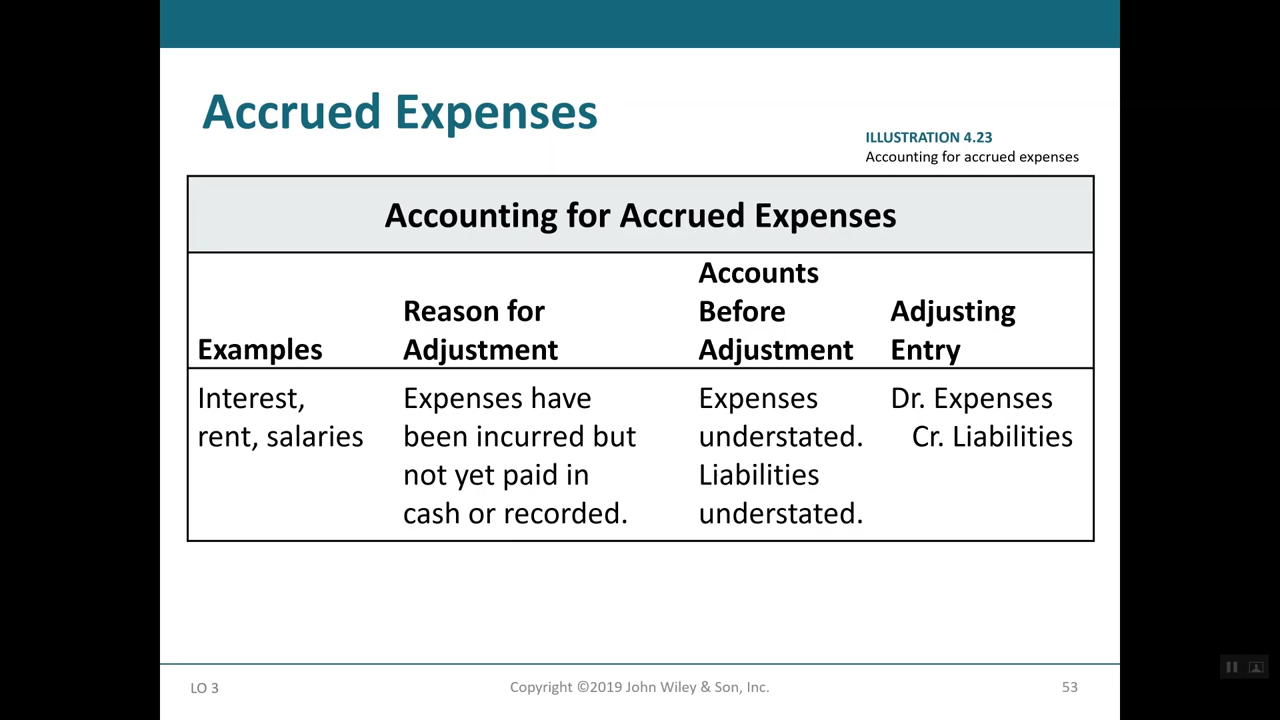 Accrued Expenses
ILLUSTRATION 4.23
Accounting for accrued expenses
Accounting for Accrued Expenses
Examples
Reason for
Adjustment
Accounts
Before
Adjustment
Adjusting
Entry
Interest,
rent, salaries
Expenses have
been incurred but
not yet paid in
cash or recorded.
Expenses
understated.
Liabilities
understated.
Dr. Expenses
Cr. Liabilities
LO 3
Copyright ©2019 John Wiley & Son, Inc.
53